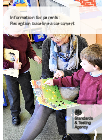 Information for parents:
Reception baseline assessment
Standards
& Testing
Agency